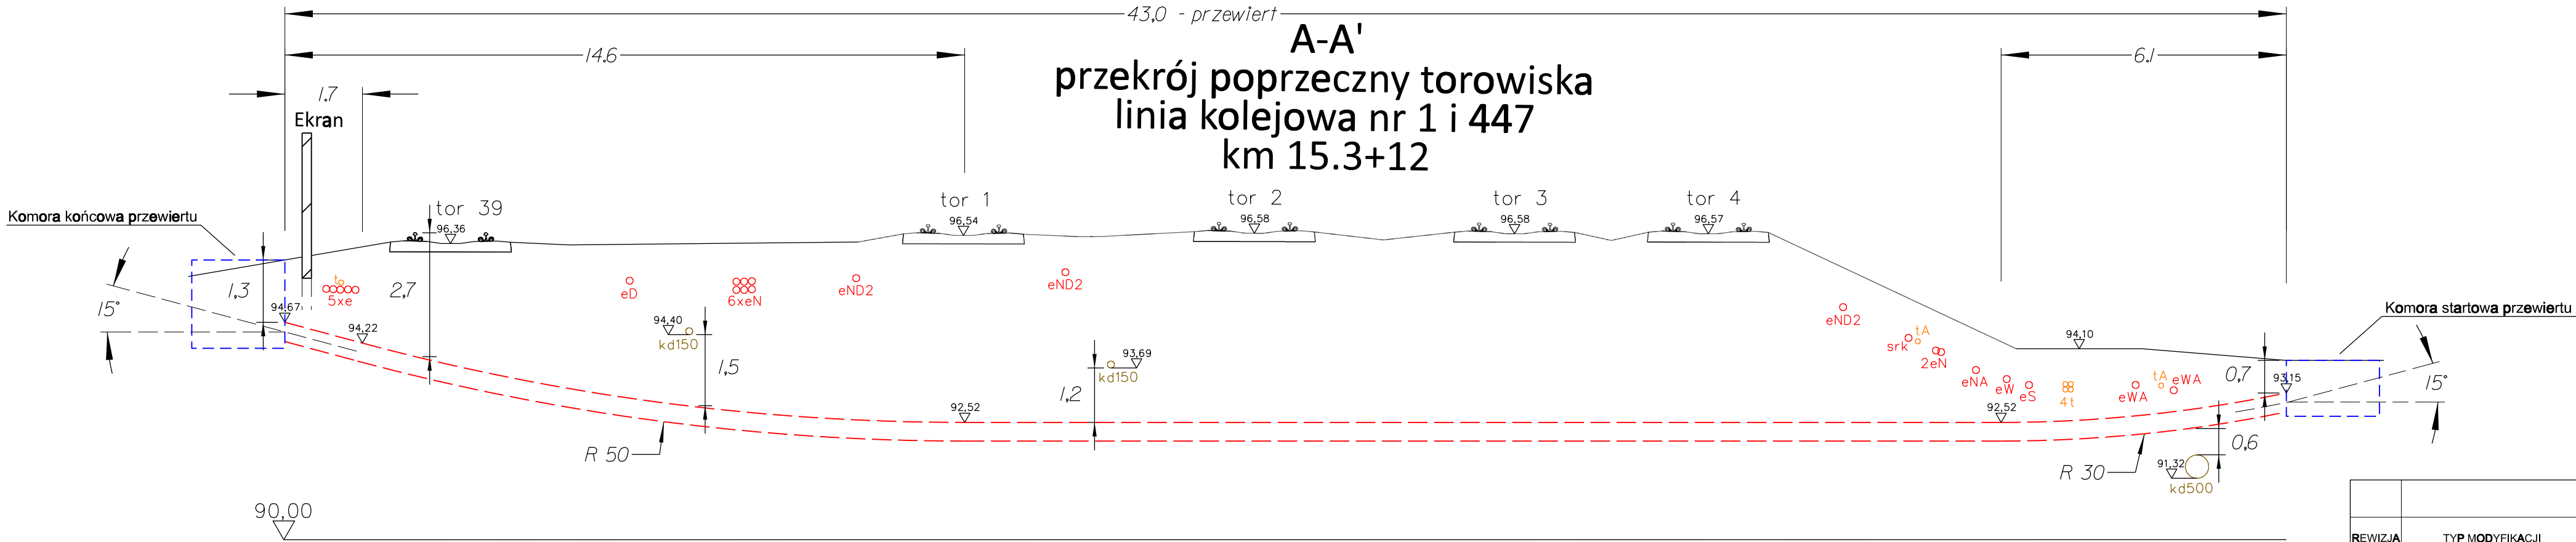 43,0 - przewiert
14.6
6.1
1.7
A-A'
przekrój poprzeczny torowiska
linia kolejowa nr 1 i 447
km 15.3+12
Ekran
Komora końcowa przewiertu
tor 39
96,36
tor 1
96,54
tor 2
96,58
tor 3
96,58
tor 4
96,57
15°
1,3
94,67
94,22
t
5xe
2,7
eD
6xeN
eND2
eND2
94,40
kd150
1,5
93,69
kd150
1,2
92,52
R 50
eND2
srk
tA
2eN
eNA
eW
eS
4t
eWA
tA
eWA
94,10
92,52
0,7
93,15
15°
Komora startowa przewiertu
0,6
R 30
91,32
kd500
90,00
REWIZJA
TYP MODYFIKACJI